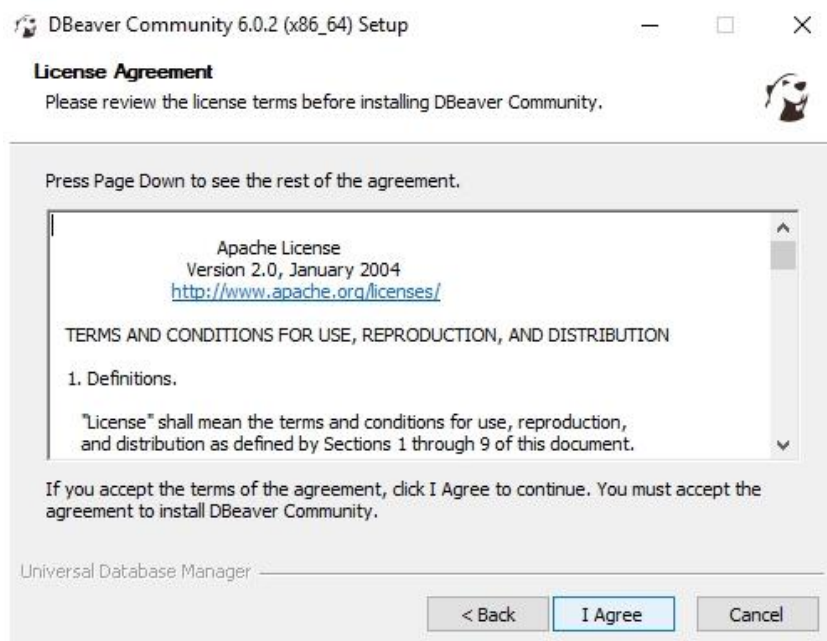 DBeaver Community 6.0.2 (x86_64) Setup
License Agreement
Please review the license terms before installing DBeaver Community.
Press Page Down to see the rest of the agreement.
Apache License
Version 2.0, January 2004
http://www.apache.org/licenses/
TERMS AND CONDITIONS FOR USE, REPRODUCTION, AND DISTRIBUTION
1. Definitions.
"License" shall mean the terms and conditions for use, reproduction,
and distribution as defined by Sections 1 through 9 of this document.
If you accept the terms of the agreement, click I Agree to continue. You must accept the
agreement to install DBeaver Community.
Universal Database Manager
< Back I Agree Cancel